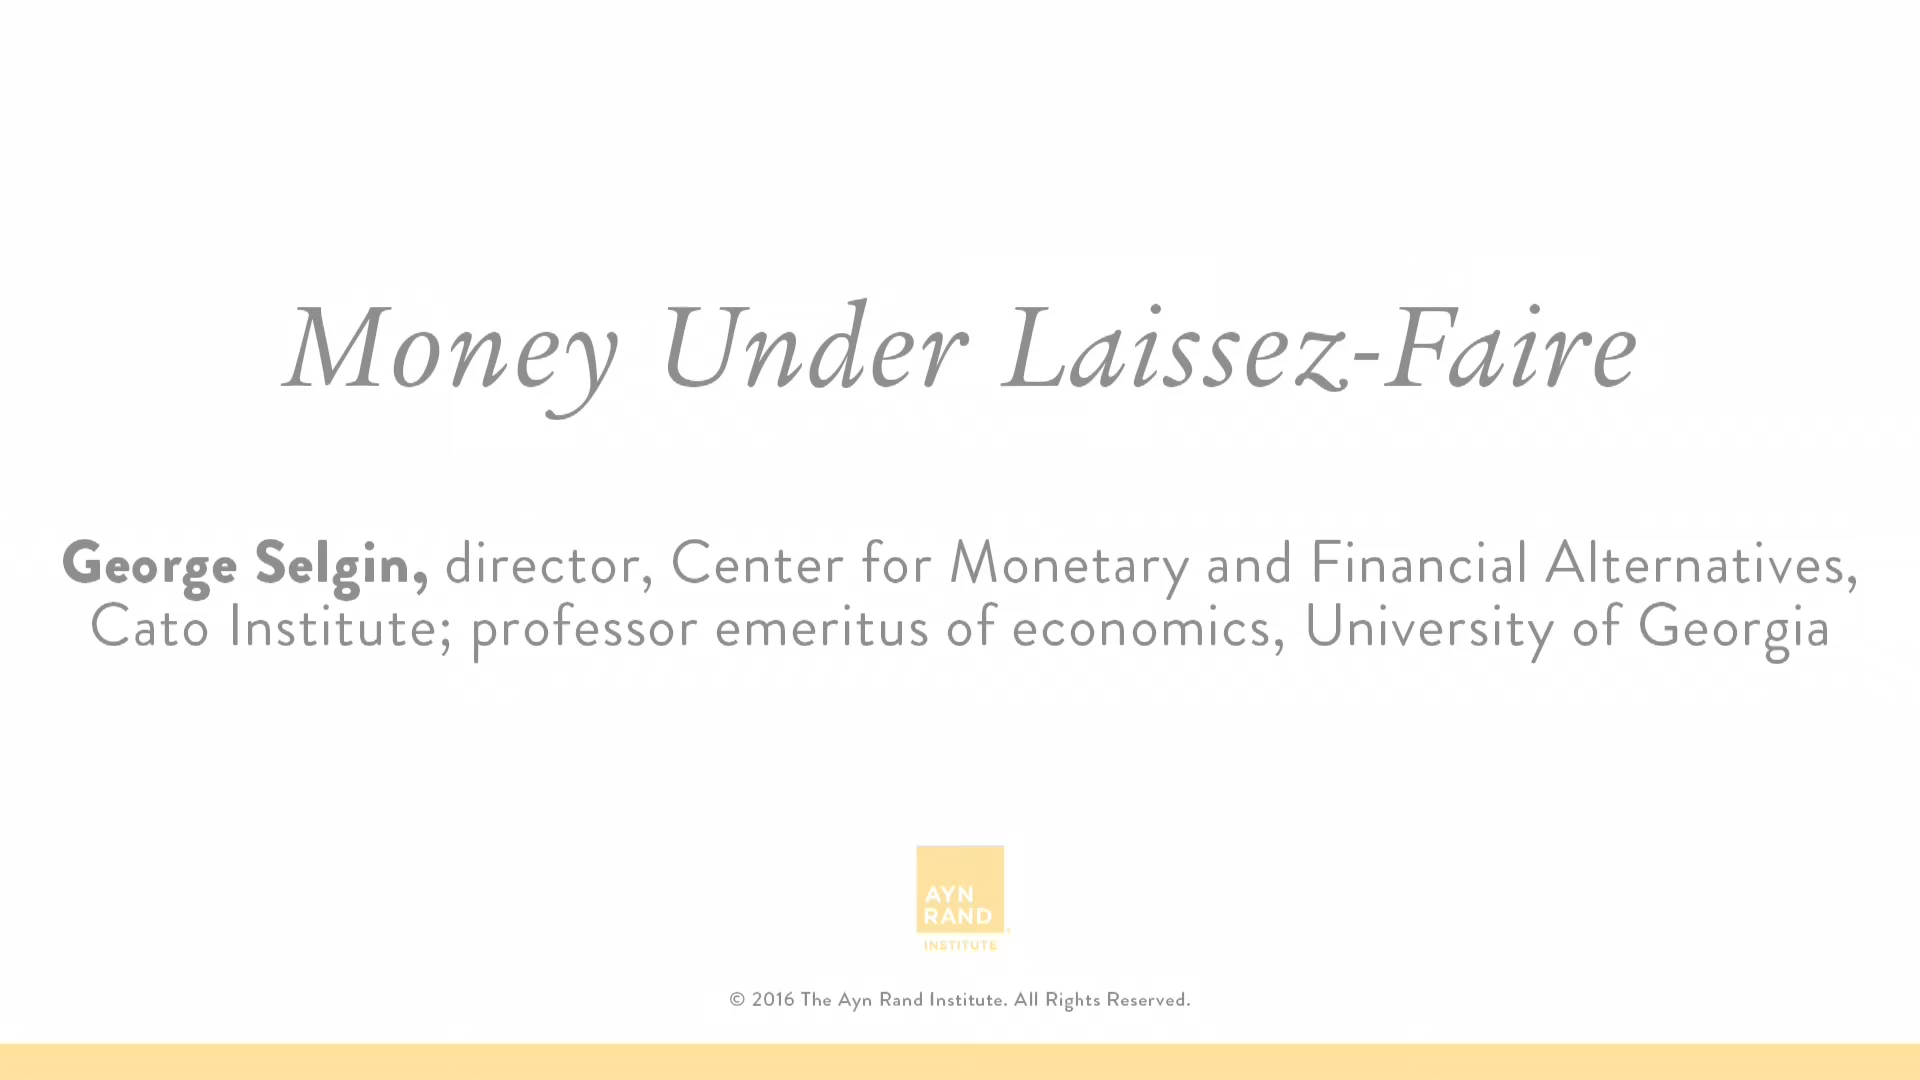 Money Under Laissez-Faire
George Selgin, director, Center for Monetary and Financial Alternatives,
Cato Institute; professor emeritus of economics, University of Georgia
AYN
RAND
INSTITUTE
© 2016 The Ayn Rand Institute. All Rights Reserved.